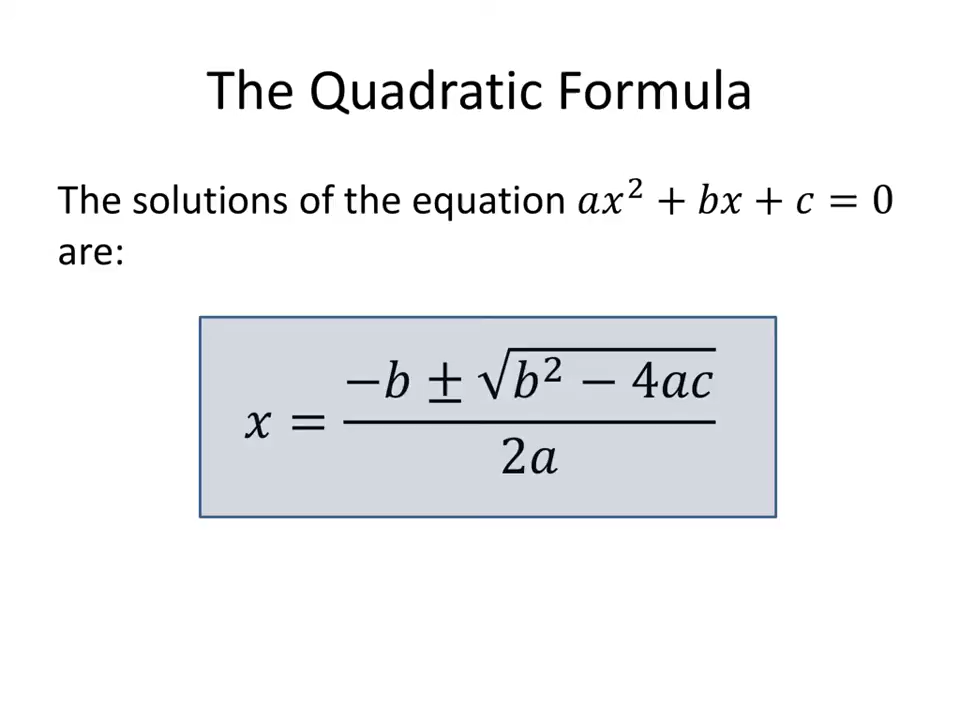 The Quadratic Formula
The solutions of the equation 𝑎𝑥² + 𝑏𝑥 + 𝑐 = 0
are:
𝑥 = (−𝑏 ± √(𝑏² − 4𝑎𝑐)) / 2𝑎